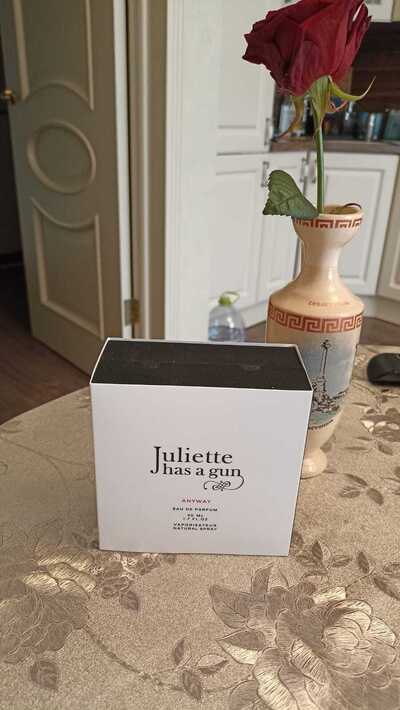 Juliette
has a gun
ANYWAY
EAU DE PARFUM
50 ML
1.7 FL.OZ
VAPORISATEUR
NATURAL SPRAY